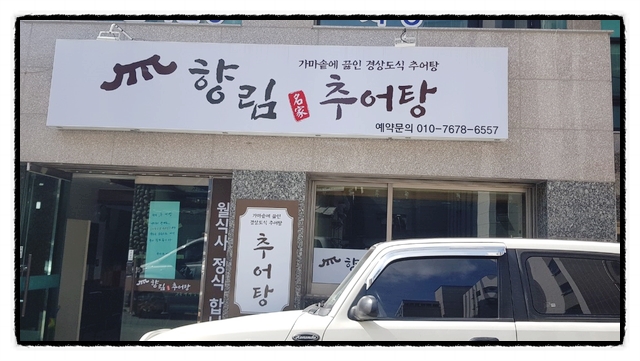 가마솥에 끓인 경상도식 추어탕
향림 名家 추어탕
예약문의 010-7678-6557
월식사 정식 합
가마솥에 끓인
경상도식 추어탕
추어탕
향림 추어탕
향